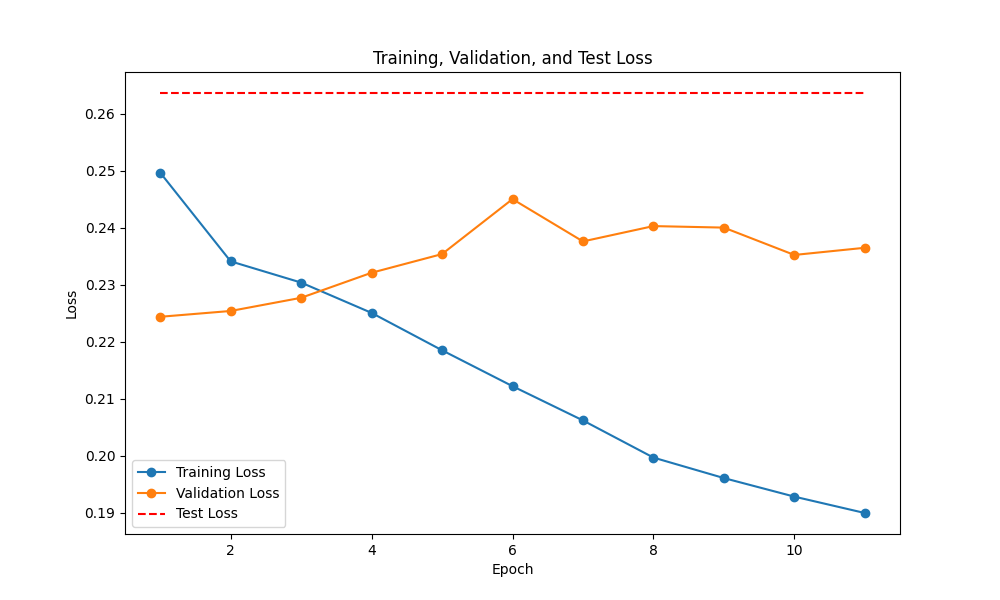 Training, Validation, and Test Loss
0.26
0.25
0.24
0.23
0.22
0.21
0.20
0.19
Loss
Training Loss
Validation Loss
Test Loss
2
4
6
8
10
Epoch